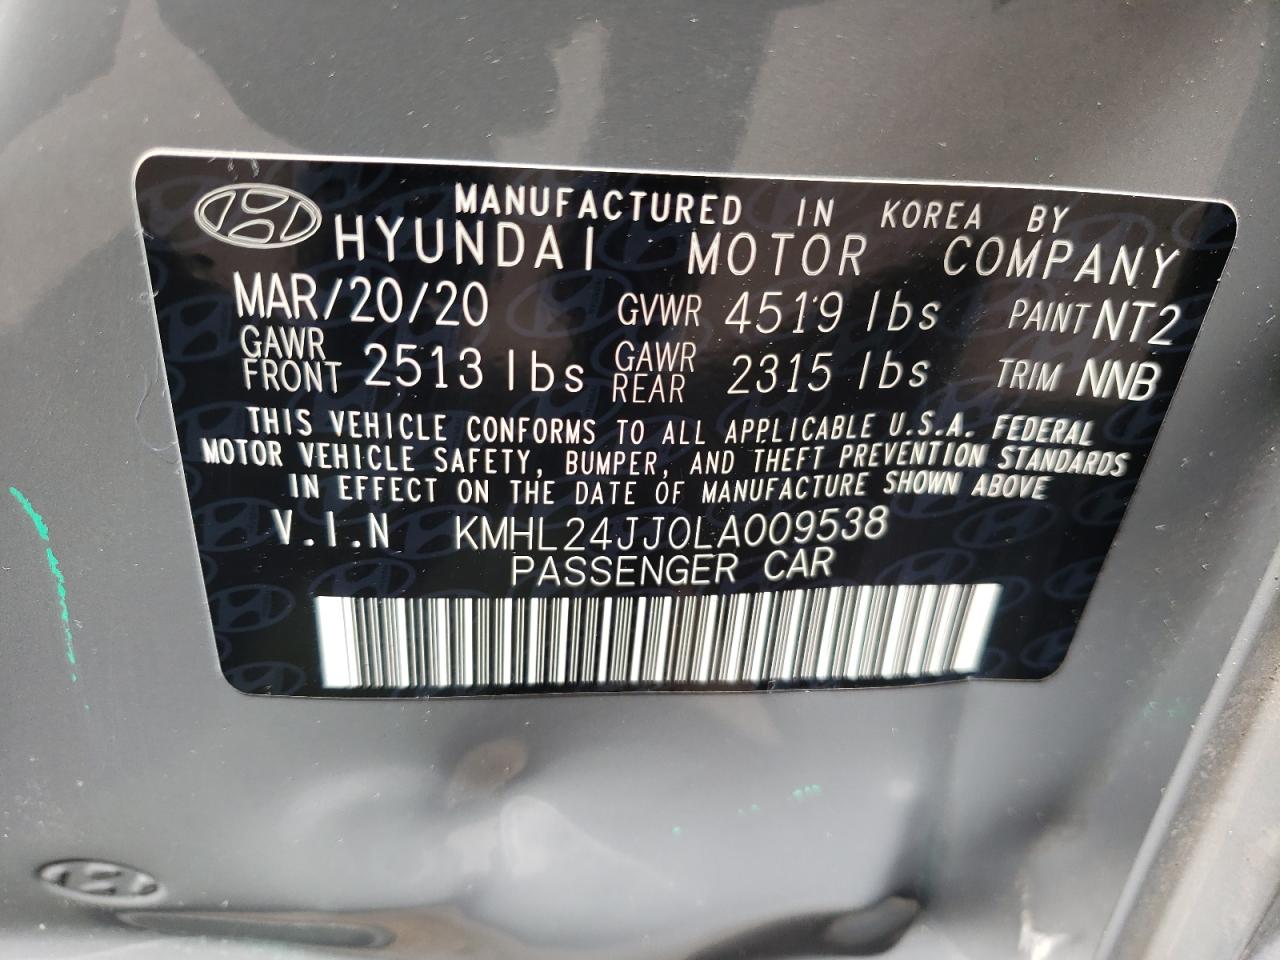 MANUFACTURED IN KOREA BY
HYUNDAI MOTOR COMPANY
MAR/20/20 GVWR 4519 lbs PAINT NT2
GAWR FRONT 2513 lbs GAWR REAR 2315 lbs TRIM NNB
THIS VEHICLE CONFORMS TO ALL APPLICABLE U.S.A. FEDERAL
MOTOR VEHICLE SAFETY, BUMPER, AND THEFT PREVENTION STANDARDS
IN EFFECT ON THE DATE OF MANUFACTURE SHOWN ABOVE
V.I.N KMHL24JJ0LA009538
PASSENGER CAR